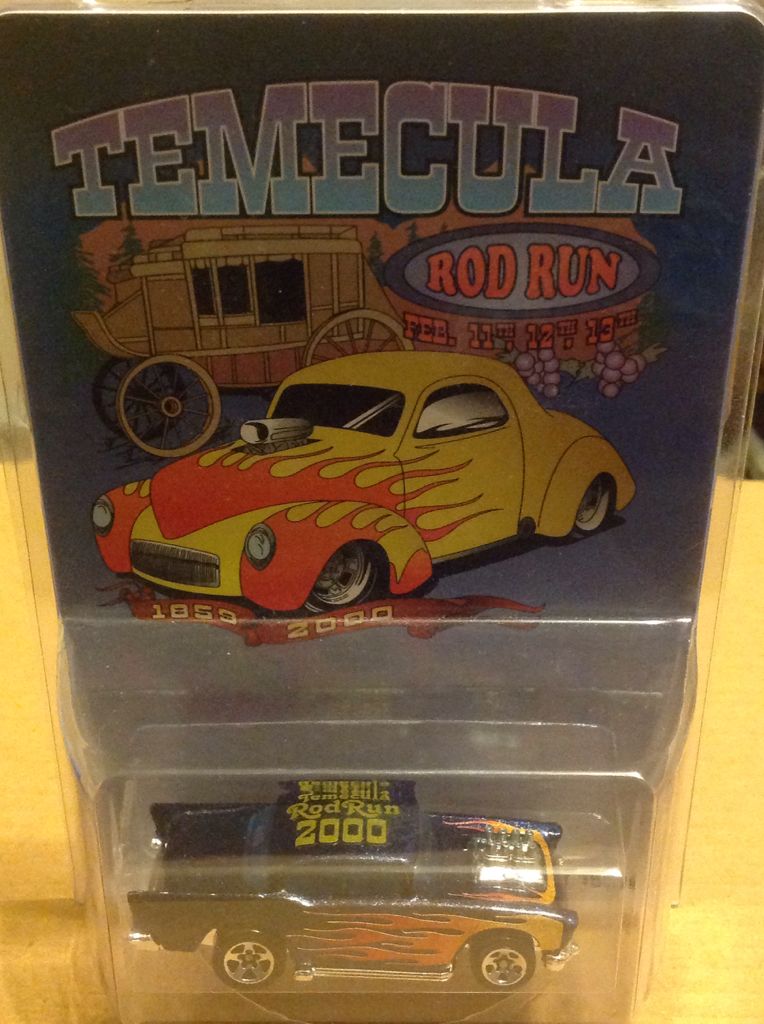 TEMECULA
ROD RUN
FEB. 11TH 12TH 13TH
1859 2000
Temecula
Rod Run
2000